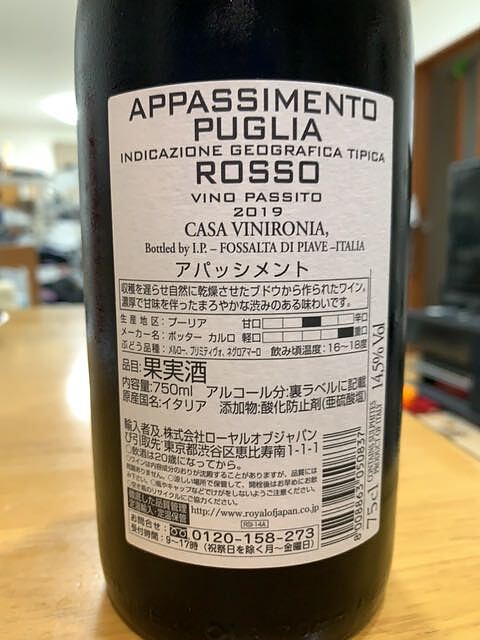 APPASSIMENTO
PUGLIA
INDICAZIONE GEOGRAFICA TIPICA
ROSSO
VINO PASSITO
2019
CASA VINIRONIA,
Bottled by I.P. – FOSSALTA DI PIAVE –ITALIA
アパッシメント
収穫を遅らせ自然に乾燥させたブドウから作られたワイン。
濃厚で甘味を伴ったまろやかな渋みのある味わいです。
生産地区：プーリア 甘口 辛口
メーカー名：ボッター カルロ 軽口 重口
ぶどう品種：メルロー、プリミティヴォ、ネグロアマーロ 飲み頃温度：16〜18度
品目：果実酒
内容量：750ml アルコール分：裏ラベルに記載
原産国名：イタリア 添加物：酸化防止剤(亜硫酸塩)
輸入者及 株式会社ローヤルオブジャパン
び引取先：東京都渋谷区恵比寿南1-1-1
○飲酒は20歳になってから。
http://www.royalofjapan.co.jp
RS-14A
お問合せ： 0120-158-273
受付時間：9〜17時（祝祭日を除く月〜金曜日）
8008863050837
75cl 14,5% Vol
CONTAINS SULPHITES
PRODUCT OF ITALY